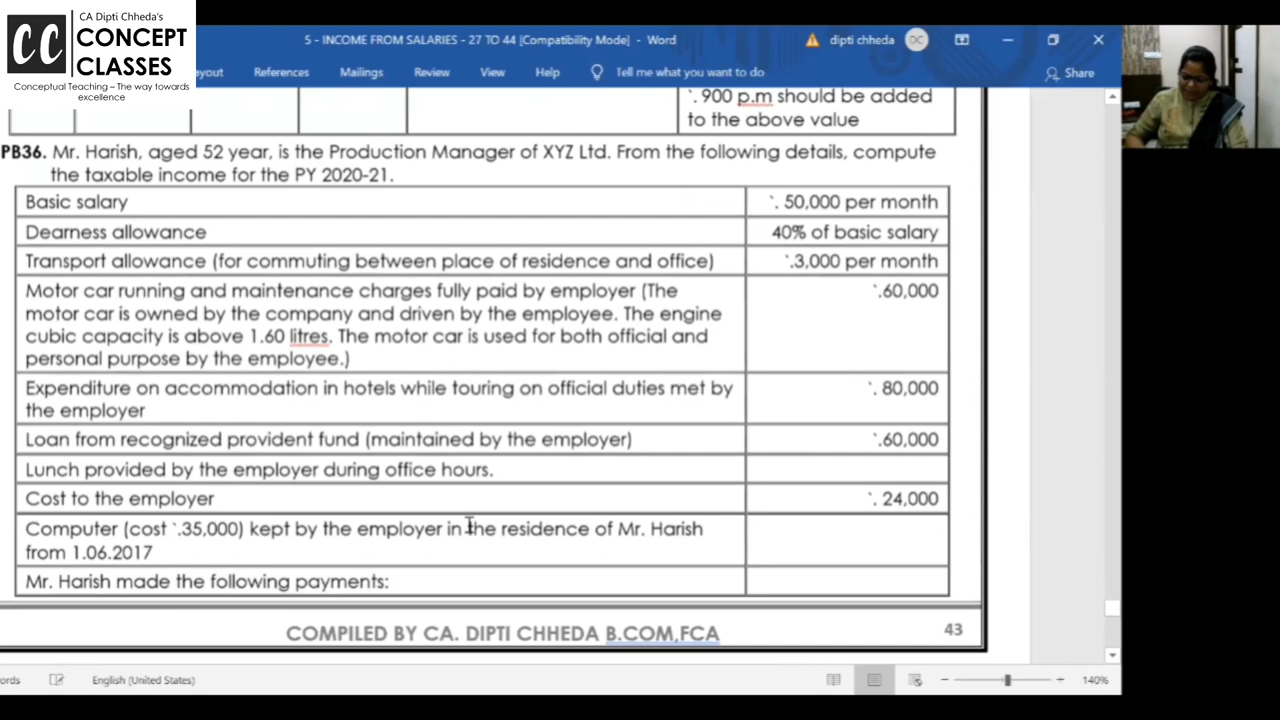 CA Dipti Chheda's
CC CONCEPT
CLASSES
Conceptual Teaching – The way towards
excellence
5 - INCOME FROM SALARIES - 27 TO 44 [Compatibility Mode] - Word
dipti chheda
DC
ayout References Mailings Review View Help Tell me what you want to do
Share
`. 900 p.m should be added
to the above value
PB36. Mr. Harish, aged 52 year, is the Production Manager of XYZ Ltd. From the following details, compute
the taxable income for the PY 2020-21.
Basic salary `. 50,000 per month
Dearness allowance 40% of basic salary
Transport allowance (for commuting between place of residence and office) `.3,000 per month
Motor car running and maintenance charges fully paid by employer (The `.60,000
motor car is owned by the company and driven by the employee. The engine
cubic capacity is above 1.60 litres. The motor car is used for both official and
personal purpose by the employee.)
Expenditure on accommodation in hotels while touring on official duties met by `. 80,000
the employer
Loan from recognized provident fund (maintained by the employer) `.60,000
Lunch provided by the employer during office hours.
Cost to the employer `. 24,000
Computer (cost `.35,000) kept by the employer in the residence of Mr. Harish
from 1.06.2017
Mr. Harish made the following payments:
COMPILED BY CA. DIPTI CHHEDA B.COM,FCA 43
ords English (United States) 140%